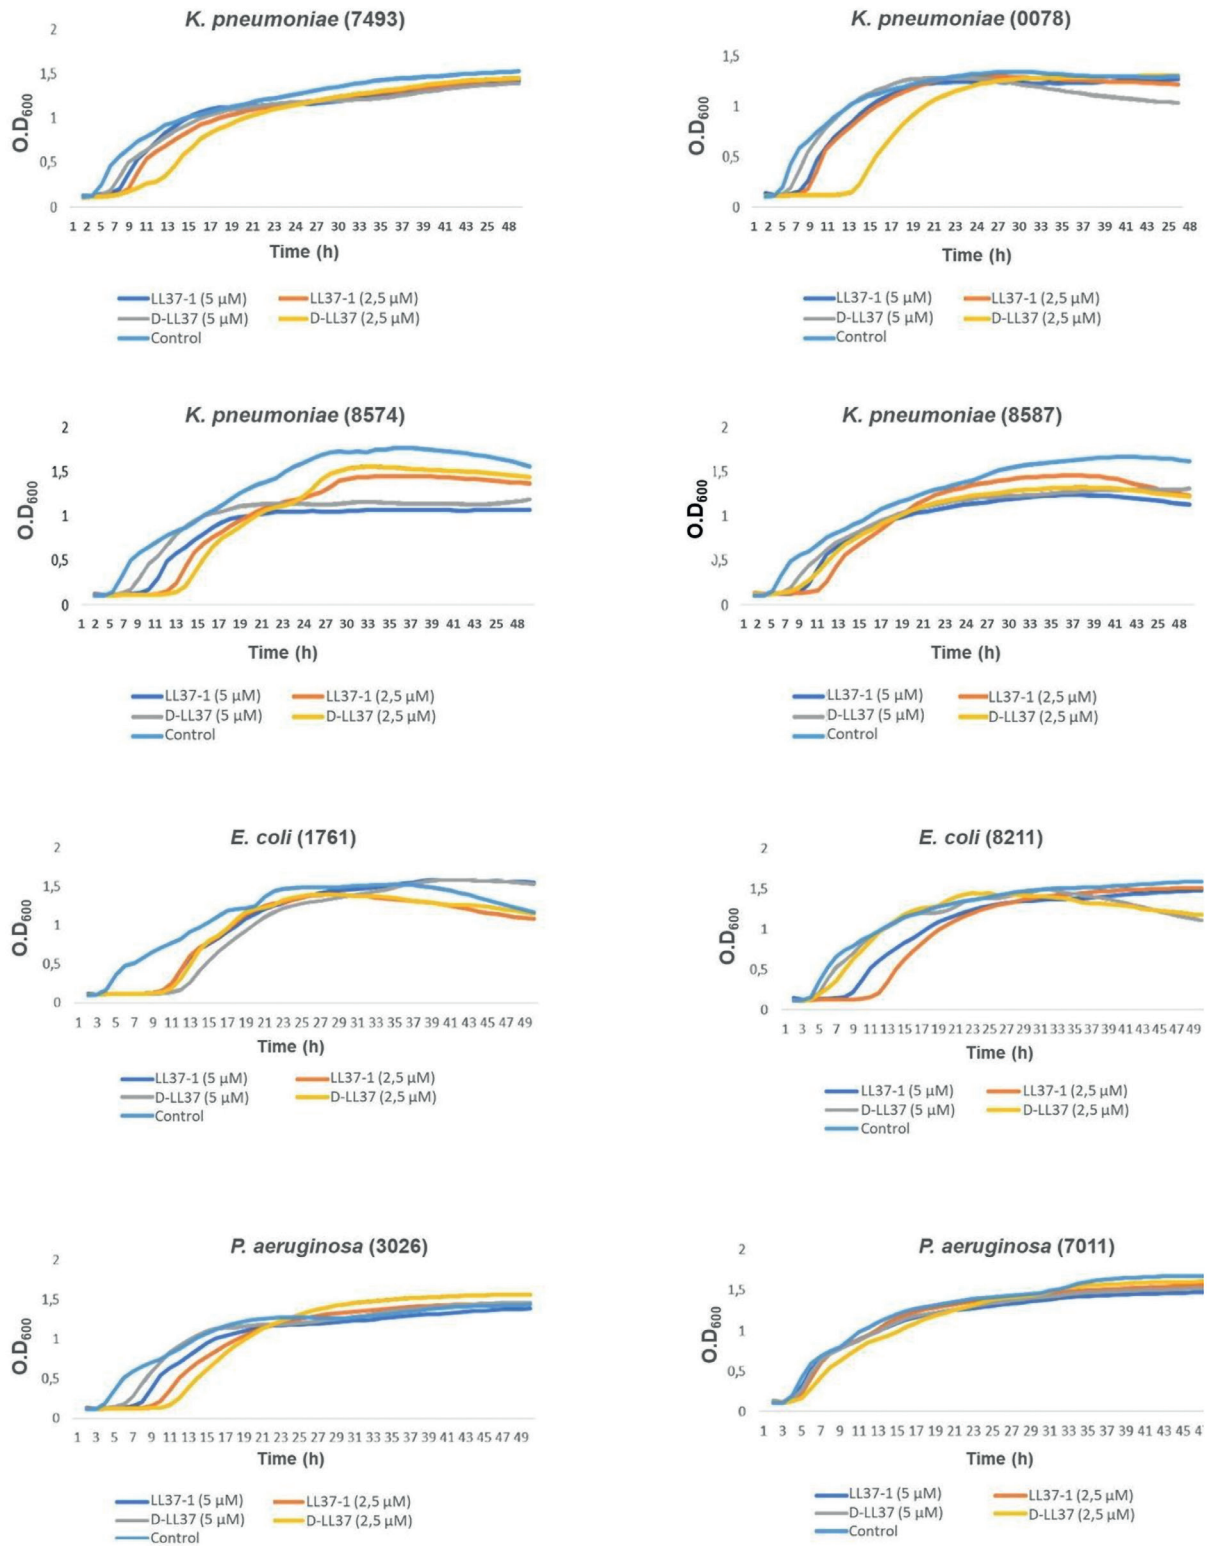 K. pneumoniae (7493)
2
1,5
1
0,5
0
O.D600
1 2 5 7 9 11 13 15 17 19 21 23 24 27 30 33 35 37 39 41 43 25 48
Time (h)
LL37-1 (5 µM) LL37-1 (2,5 µM)
D-LL37 (5 µM) D-LL37 (2,5 µM)
Control
K. pneumoniae (0078)
1,5
1
0,5
0
O.D600
1 2 5 7 9 11 13 15 17 19 21 23 28 27 30 33 35 37 39 41 43 25 48
Time (h)
LL37-1 (5 µM) LL37-1 (2,5 µM)
D-LL37 (5 µM) D-LL37 (2,5 µM)
Control
K. pneumoniae (8574)
2
1,5
1
0,5
0
O.D600
1 2 5 7 9 11 13 15 17 19 21 23 28 27 30 33 33 37 39 41 43 25 48
Time (h)
LL37-1 (5 µM) LL37-1 (2,5 µM)
D-LL37 (5 µM) D-LL37 (2,5 µM)
Control
K. pneumoniae (8587)
2
1,5
1
0,5
0
O.D600
1 2 5 7 9 11 13 15 17 19 21 23 24 27 30 33 35 37 39 41 43 25 48
Time (h)
LL37-1 (5 µM) LL37-1 (2,5 µM)
D-LL37 (5 µM) D-LL37 (2,5 µM)
Control
E. coli (1761)
2
1,5
1
0,5
0
O.D600
1 3 5 7 9 11 13 15 17 19 21 23 25 27 29 31 33 35 37 39 41 43 45 47 49
Time (h)
LL37-1 (5 µM) LL37-1 (2,5 µM)
D-LL37 (5 µM) D-LL37 (2,5 µM)
Control
E. coli (8211)
2
1,5
1
0,5
0
O.D600
1 3 5 7 9 11 13 15 17 19 21 23 25 27 29 31 33 35 37 39 41 43 45 47 49
Time (h)
LL37-1 (5 µM) LL37-1 (2,5 µM)
D-LL37 (5 µM) D-LL37 (2,5 µM)
Control
P. aeruginosa (3026)
2
1,5
1
0,5
0
O.D600
1 3 5 7 9 11 13 15 17 19 21 23 25 27 29 31 33 35 37 39 41 43 45 47 49
Time (h)
LL37-1 (5 µM) LL37-1 (2,5 µM)
D-LL37 (5 µM) D-LL37 (2,5 µM)
Control
P. aeruginosa (7011)
2
1,5
1
0,5
0
O.D600
1 3 5 7 9 11 13 15 17 19 21 23 25 27 29 31 33 35 37 39 41 43 45
Time (h)
LL37-1 (5 µM) LL37-1 (2,5 µM)
D-LL37 (5 µM) D-LL37 (2,5 µM)
Control